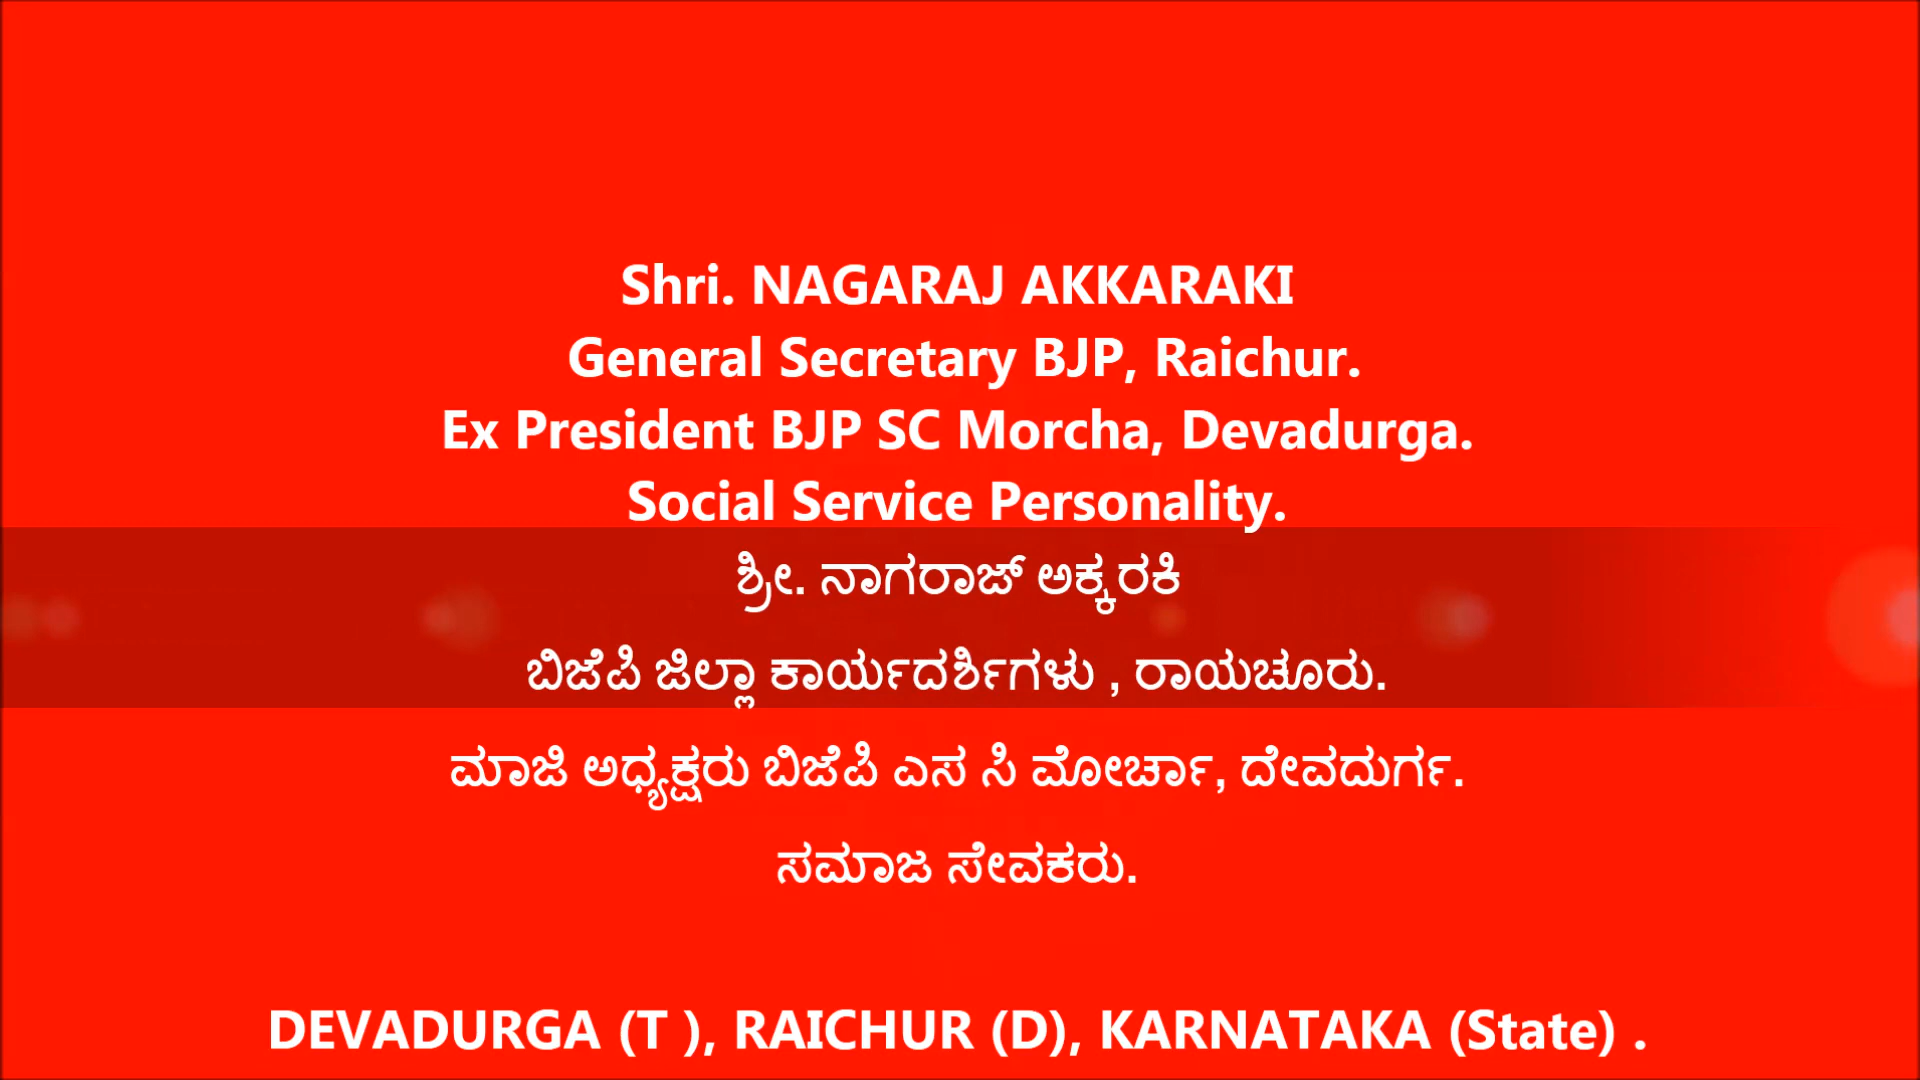 Shri. NAGARAJ AKKARAKI
General Secretary BJP, Raichur.
Ex President BJP SC Morcha, Devadurga.
Social Service Personality.
ಶ್ರೀ. ನಾಗರಾಜ್ ಅಕ್ಕರಕಿ
ಬಿಜೆಪಿ ಜಿಲ್ಲಾ ಕಾರ್ಯದರ್ಶಿಗಳು , ರಾಯಚೂರು.
ಮಾಜಿ ಅಧ್ಯಕ್ಷರು ಬಿಜೆಪಿ ಎಸ ಸಿ ಮೋರ್ಚಾ, ದೇವದುರ್ಗ.
ಸಮಾಜ ಸೇವಕರು.
DEVADURGA (T ), RAICHUR (D), KARNATAKA (State) .